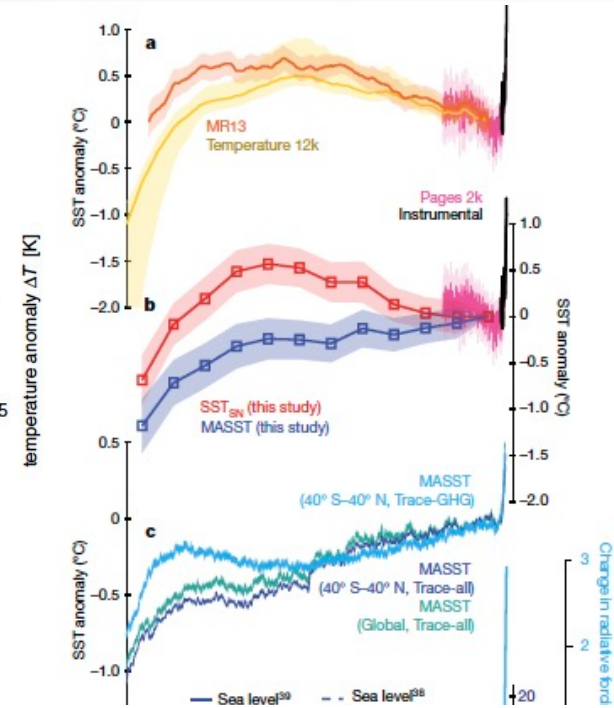 1.0
a
0.5
0
MR13
Temperature 12k
–0.5
SST anomaly (°C)
–1.0
Pages 2k
Instrumental
1.0
–1.5
0.5
temperature anomaly ΔT [K]
–2.0
b
0
SST anomaly (°C)
–0.5
5
SST_SN (this study)
–1.0
MASST (this study)
0.5
–1.5
MASST
(40° S–40° N, Trace-GHG)
–2.0
0
c
3
MASST
(40° S–40° N, Trace-all)
–0.5
MASST
(Global, Trace-all)
SST anomaly (°C)
2
Change in radiative
–1.0
Sea level³⁹
Sea level³⁸
20